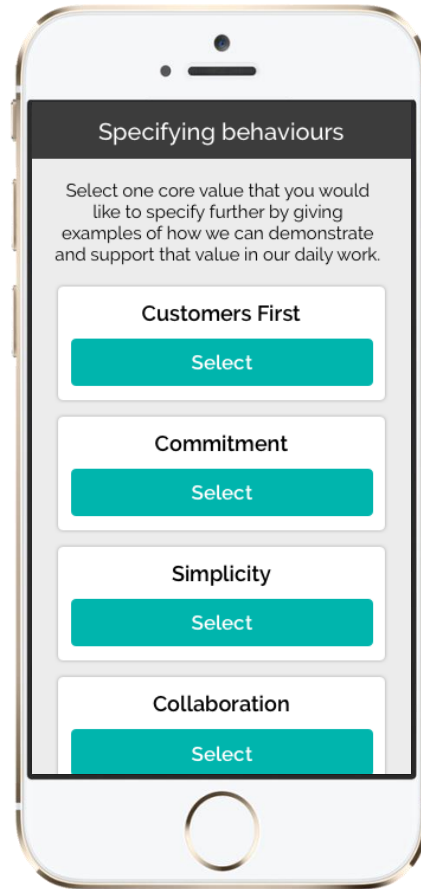 Specifying behaviours
Select one core value that you would
like to specify further by giving
examples of how we can demonstrate
and support that value in our daily work.
Customers First
Select
Commitment
Select
Simplicity
Select
Collaboration
Select